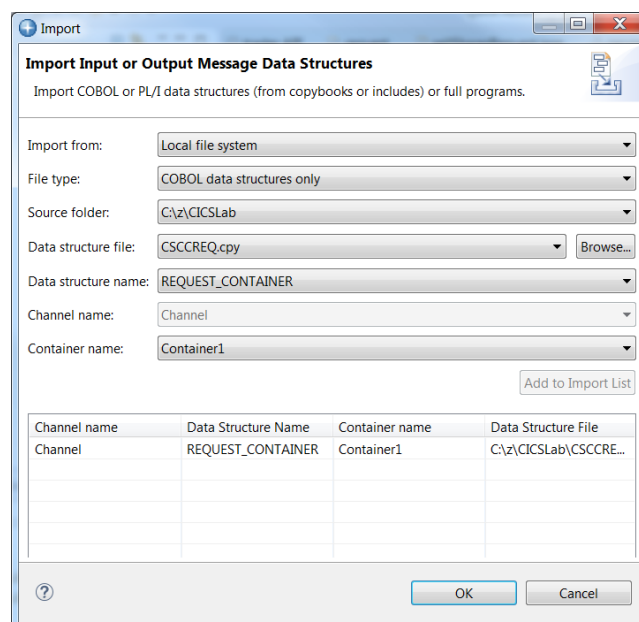 Import
Import Input or Output Message Data Structures
Import COBOL or PL/I data structures (from copybooks or includes) or full programs.
Import from: Local file system
File type: COBOL data structures only
Source folder: C:\z\CICSLab
Data structure file: CSCCREQ.cpy Browse...
Data structure name: REQUEST_CONTAINER
Channel name: Channel
Container name: Container1
Add to Import List
Channel name Data Structure Name Container name Data Structure File
Channel REQUEST_CONTAINER Container1 C:\z\CICSLab\CSCCRE...
OK Cancel